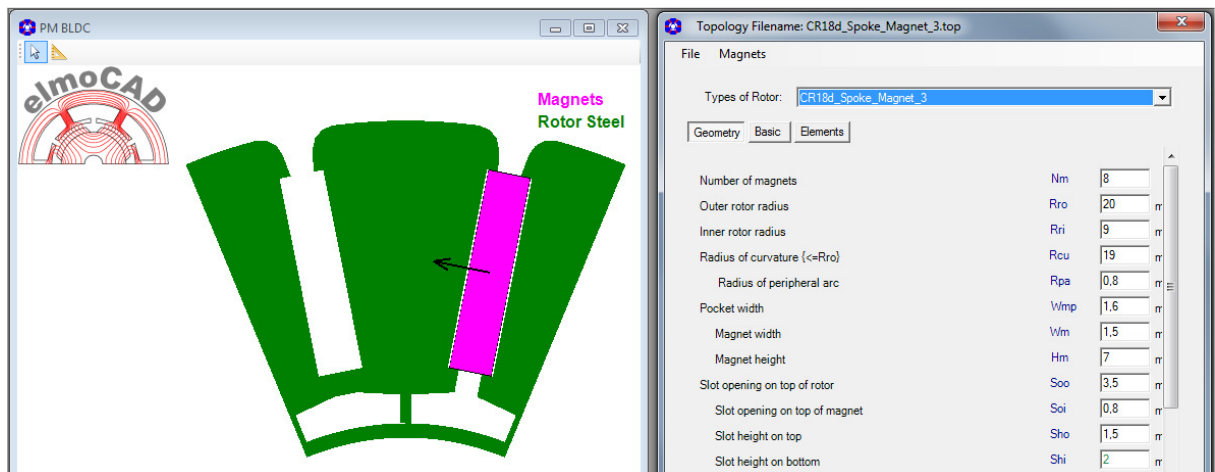 PM BLDC
elmoCAD
Magnets
Rotor Steel
Topology Filename: CR18d_Spoke_Magnet_3.top
File Magnets
Types of Rotor: CR18d_Spoke_Magnet_3
Geometry Basic Elements
Number of magnets Nm 8
Outer rotor radius Rro 20 m
Inner rotor radius Rri 9 m
Radius of curvature {<=Rro} Rcu 19 m
Radius of peripheral arc Rpa 0,8 m
Pocket width Wmp 1,6 m
Magnet width Wm 1,5 m
Magnet height Hm 7 m
Slot opening on top of rotor Soo 3,5 m
Slot opening on top of magnet Soi 0,8 m
Slot height on top Sho 1,5 m
Slot height on bottom Shi 2 m